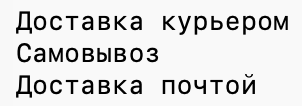 Доставка курьером
Самовывоз
Доставка почтой